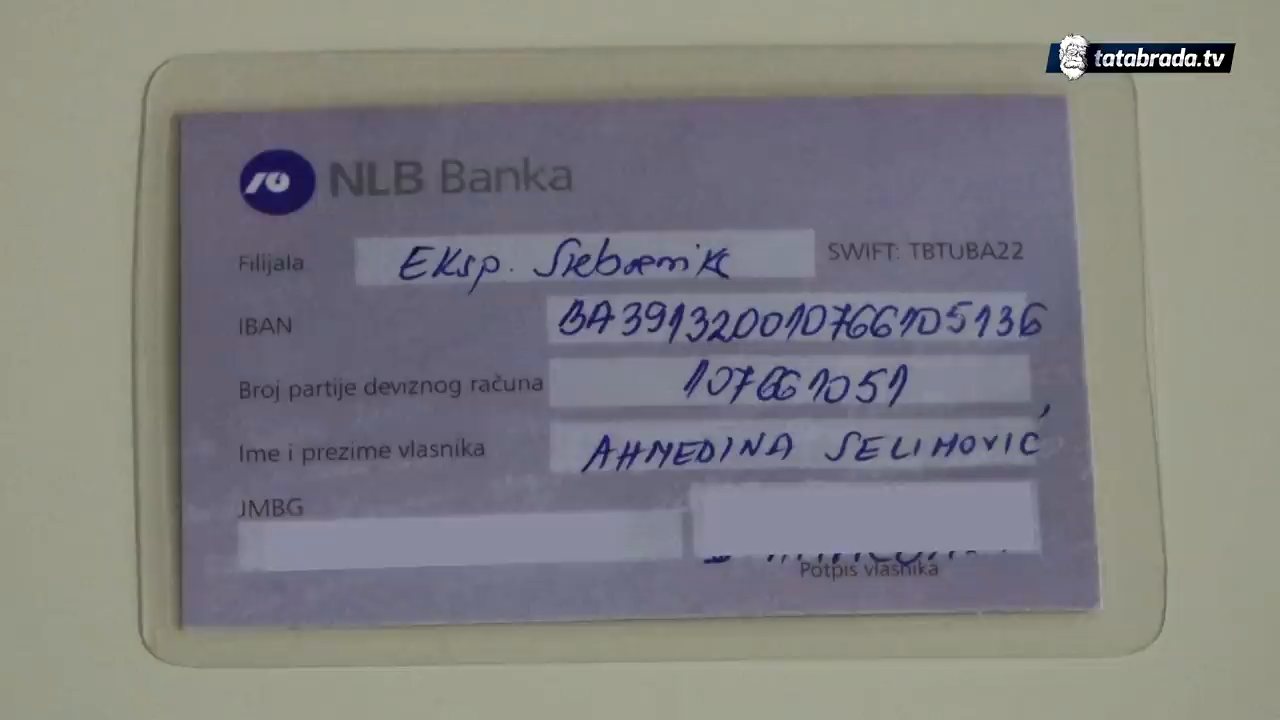 tatabrada.tv
NLB Banka
Filijala Eksp. Srebrenik SWIFT: TBTUBA22
IBAN BA391320010766105136
Broj partije deviznog računa 107661051
Ime i prezime vlasnika AHMEDINA SELIMOVIĆ
JMBG
Potpis vlasnika